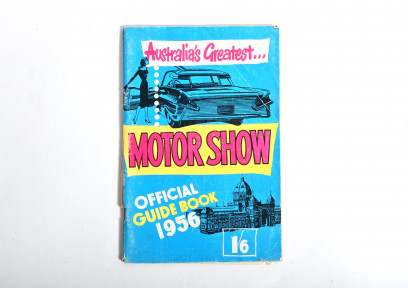 Australia's Greatest...
MOTOR SHOW
OFFICIAL
GUIDE BOOK
1956
1'6